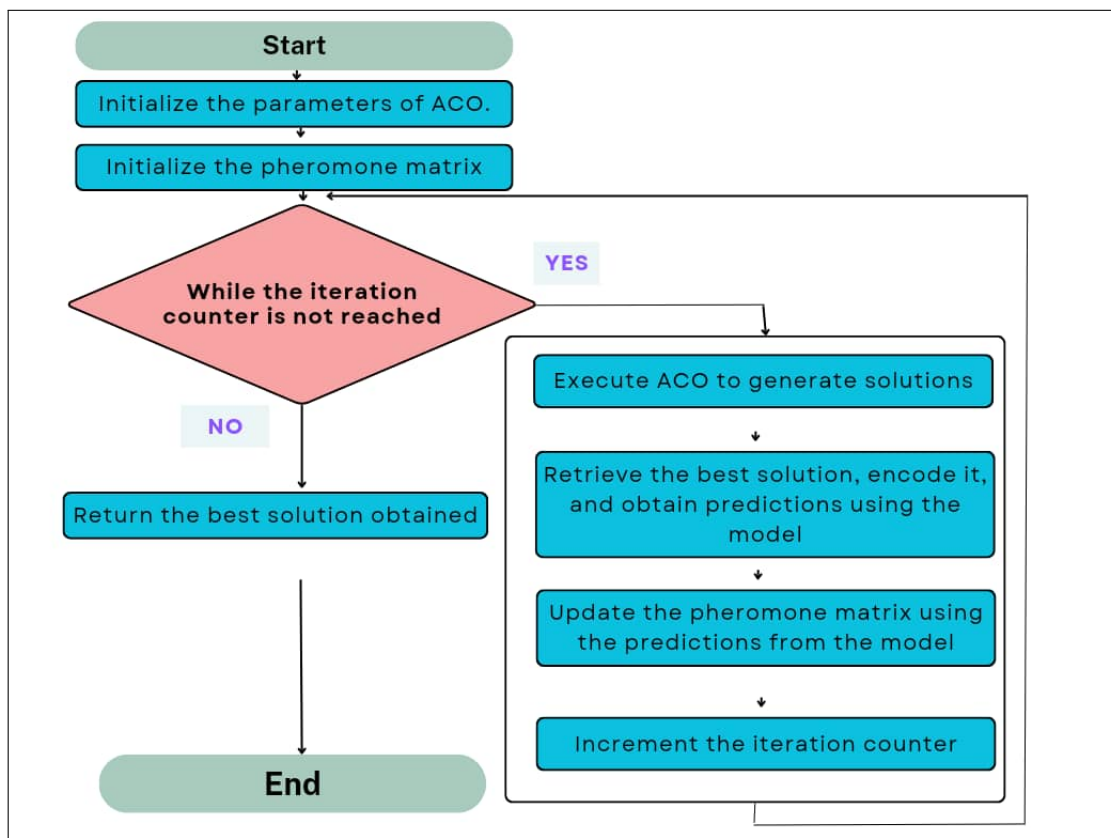 Start
Initialize the parameters of ACO.
Initialize the pheromone matrix
While the iteration
counter is not reached
YES
NO
Execute ACO to generate solutions
Retrieve the best solution, encode it,
and obtain predictions using the
model
Update the pheromone matrix using
the predictions from the model
Increment the iteration counter
Return the best solution obtained
End